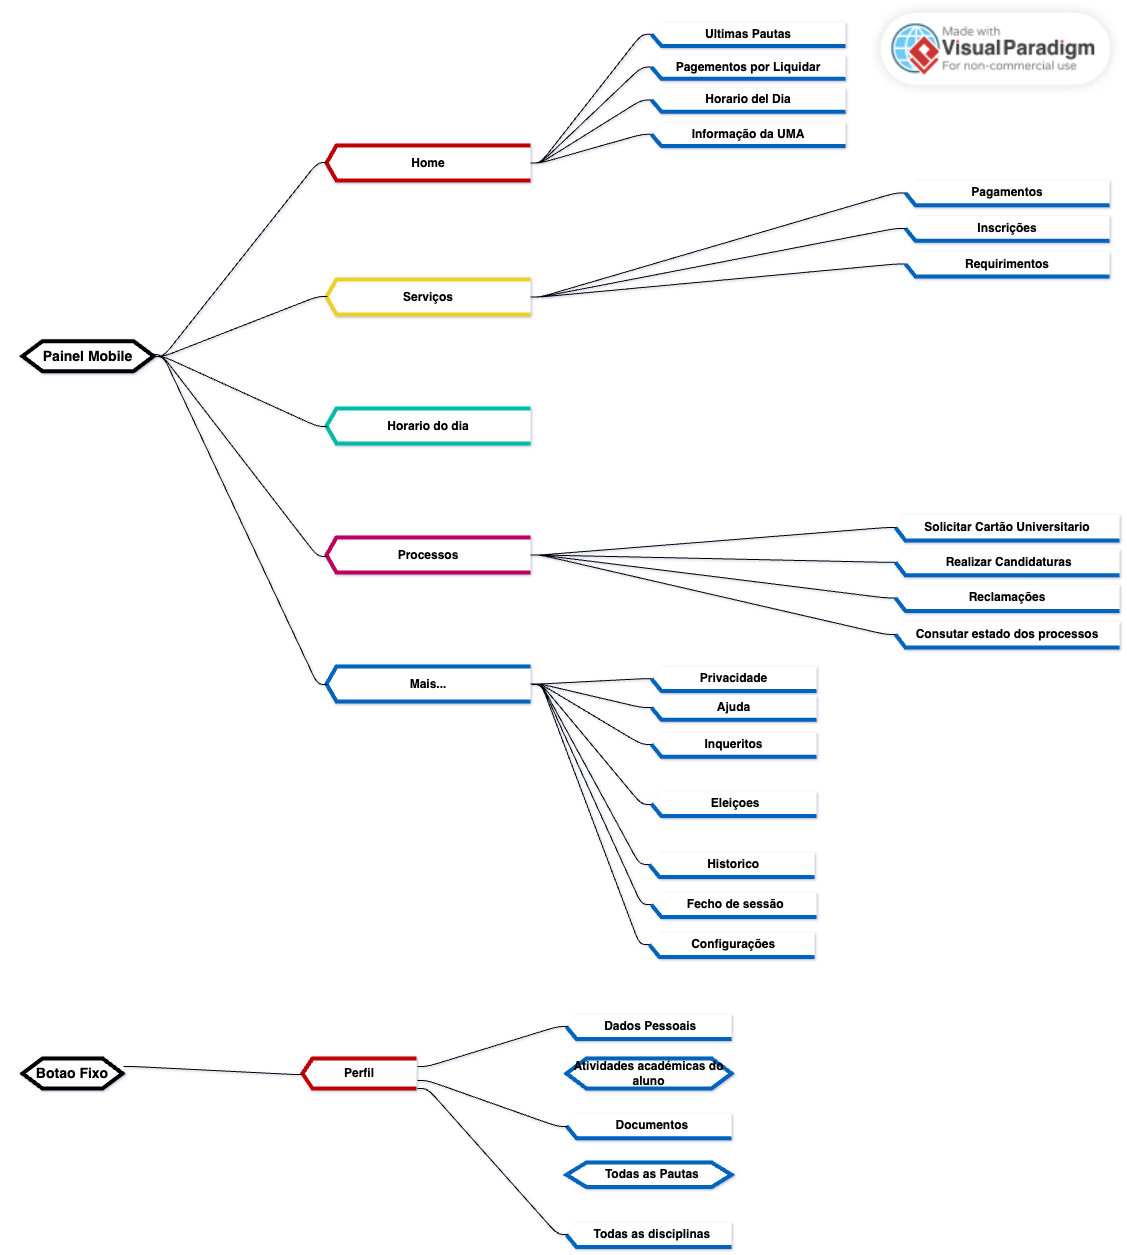 Made with
Visual Paradigm
For non-commercial use
Painel Mobile
Home
Ultimas Pautas
Pagementos por Liquidar
Horario del Dia
Informação da UMA
Serviços
Pagamentos
Inscrições
Requirimentos
Horario do dia
Processos
Solicitar Cartão Universitario
Realizar Candidaturas
Reclamações
Consutar estado dos processos
Mais...
Privacidade
Ajuda
Inqueritos
Eleiçoes
Historico
Fecho de sessão
Configurações
Botao Fixo
Perfil
Dados Pessoais
Atividades académicas do
aluno
Documentos
Todas as Pautas
Todas as disciplinas